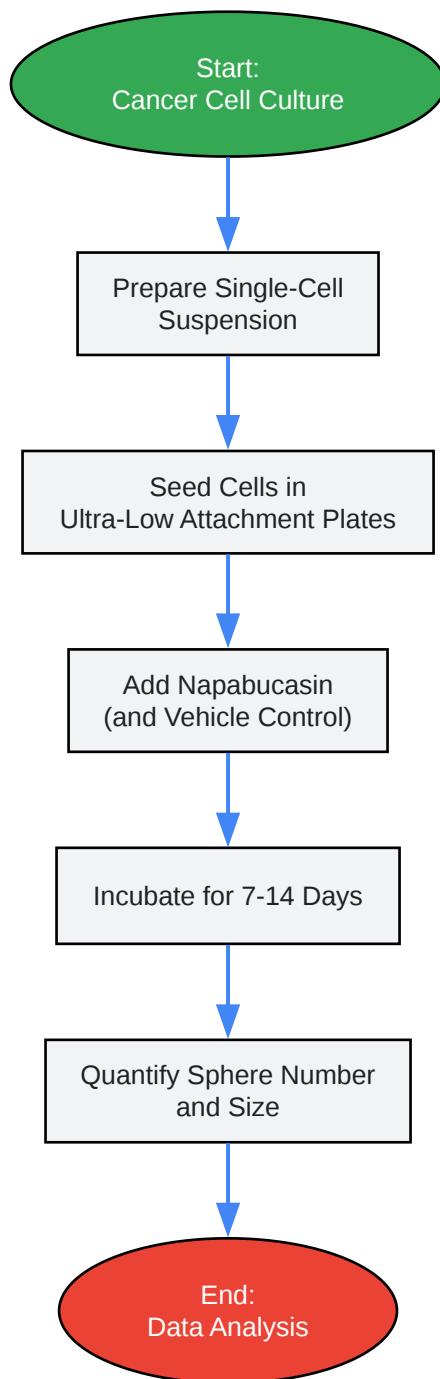 Start:
Cancer Cell Culture
Prepare Single-Cell
Suspension
Seed Cells in
Ultra-Low Attachment Plates
Add Napabucasin
(and Vehicle Control)
Incubate for 7-14 Days
Quantify Sphere Number
and Size
End:
Data Analysis